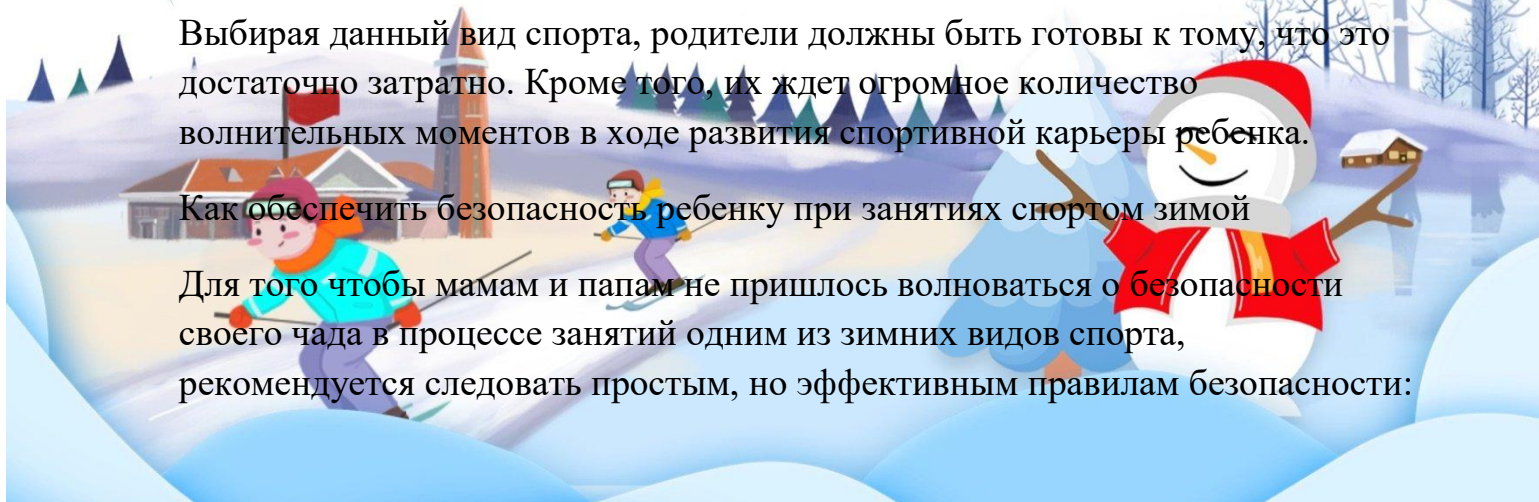 Выбирая данный вид спорта, родители должны быть готовы к тому, что это
достаточно затратно. Кроме того, их ждет огромное количество
волнительных моментов в ходе развития спортивной карьеры ребенка.
Как обеспечить безопасность ребенку при занятиях спортом зимой
Для того чтобы мамам и папам не пришлось волноваться о безопасности
своего чада в процессе занятий одним из зимних видов спорта,
рекомендуется следовать простым, но эффективным правилам безопасности: